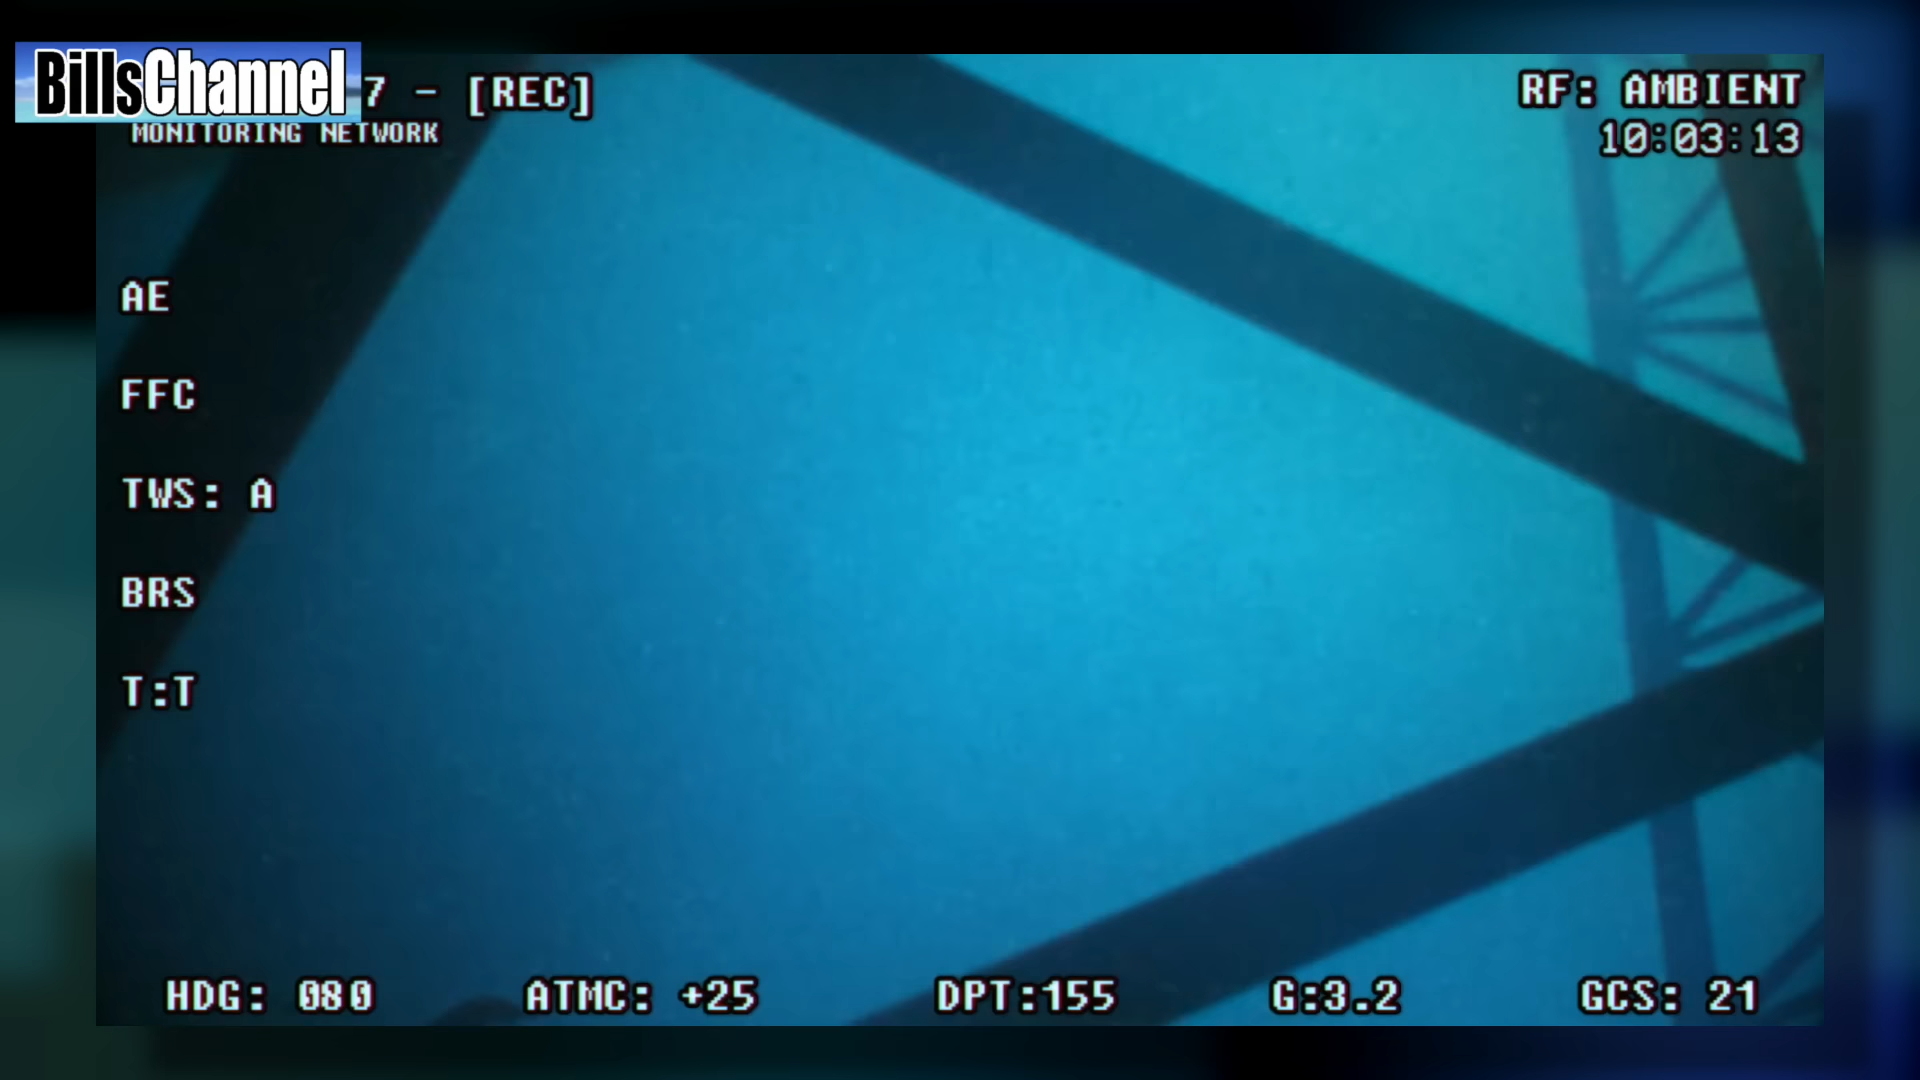 BillsChannel
7 - [REC]
MONITORING NETWORK
RF: AMBIENT
10:03:13
AE
FFC
TWS: A
BRS
T:T
HDG: 080
ATMC: +25
DPT:155
G:3.2
GCS: 21